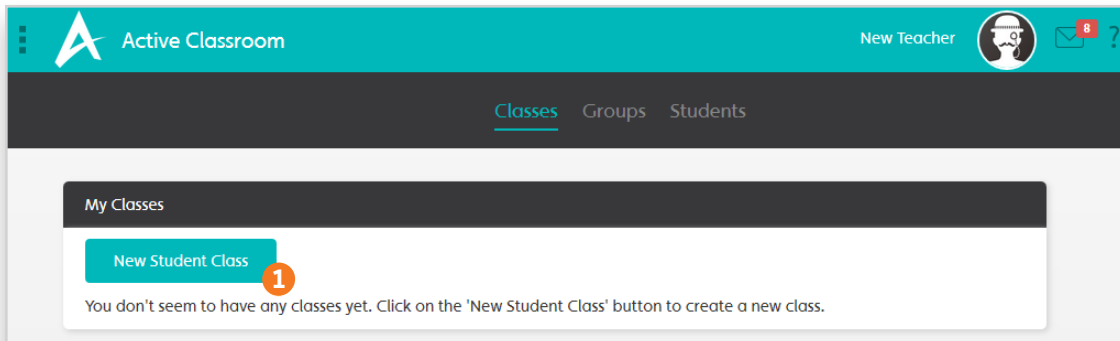 Active Classroom
New Teacher
8
?
Classes Groups Students
My Classes
New Student Class
1
You don't seem to have any classes yet. Click on the 'New Student Class' button to create a new class.